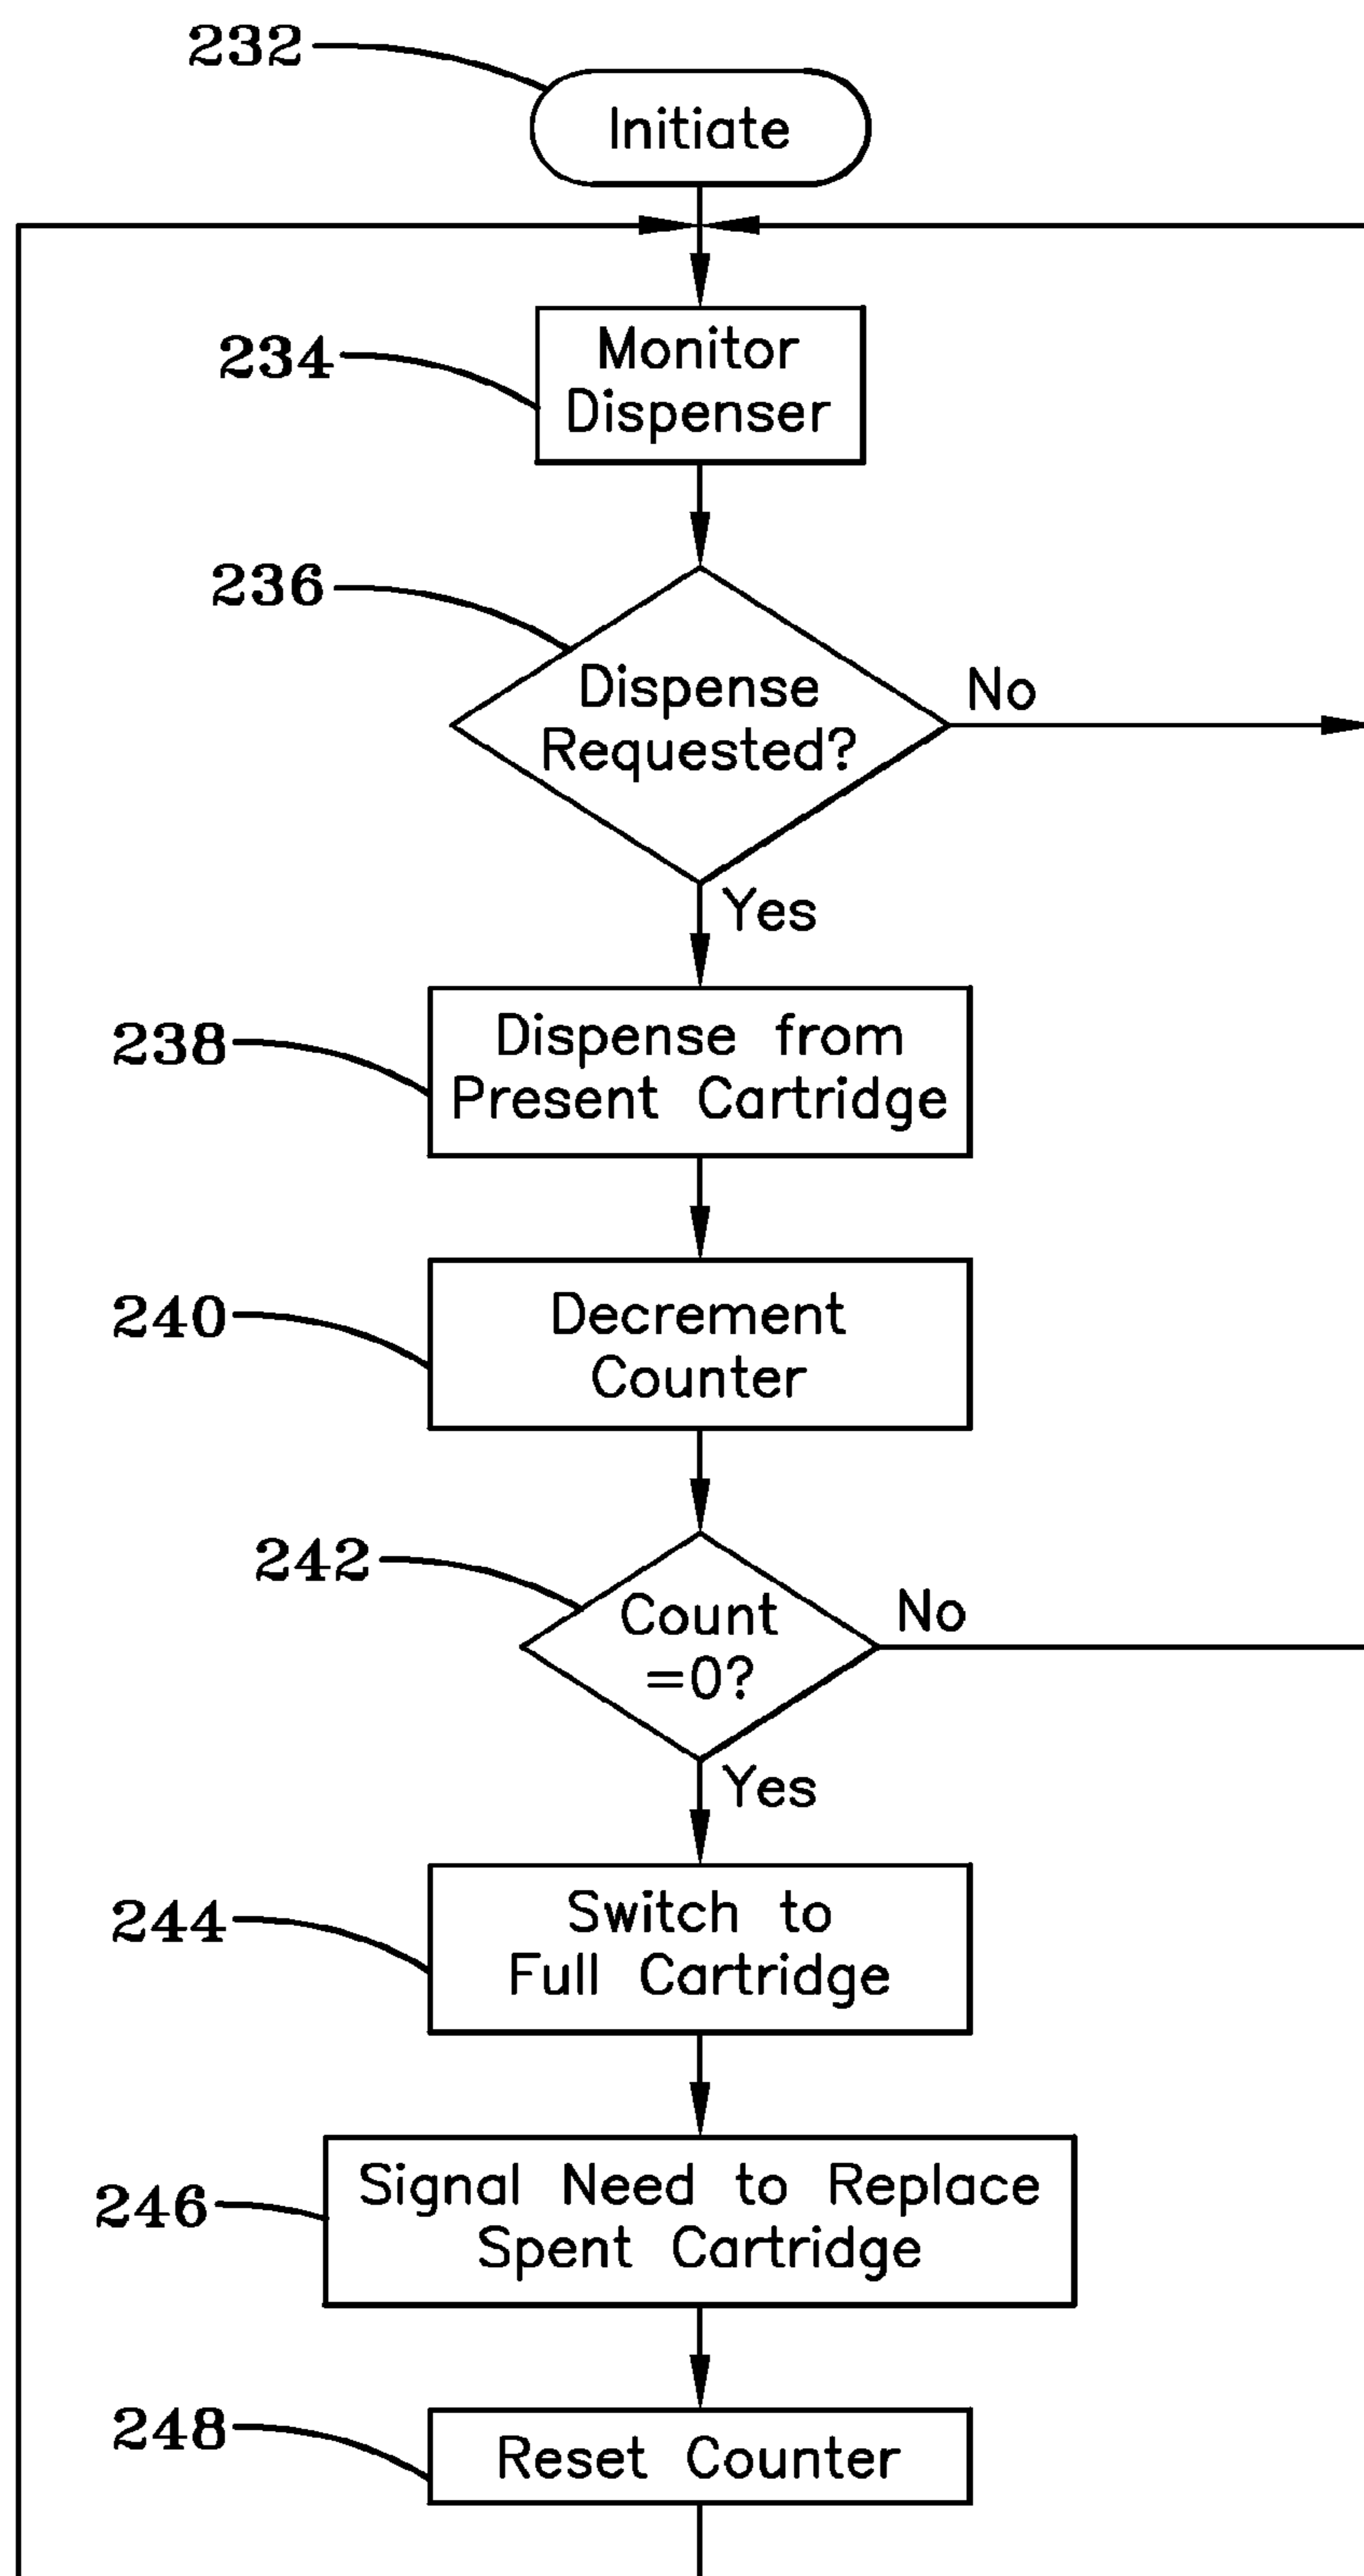 232
Initiate
234
Monitor
Dispenser
236
Dispense
Requested?
No
Yes
238
Dispense from
Present Cartridge
240
Decrement
Counter
242
Count
=0?
No
Yes
244
Switch to
Full Cartridge
246
Signal Need to Replace
Spent Cartridge
248
Reset Counter